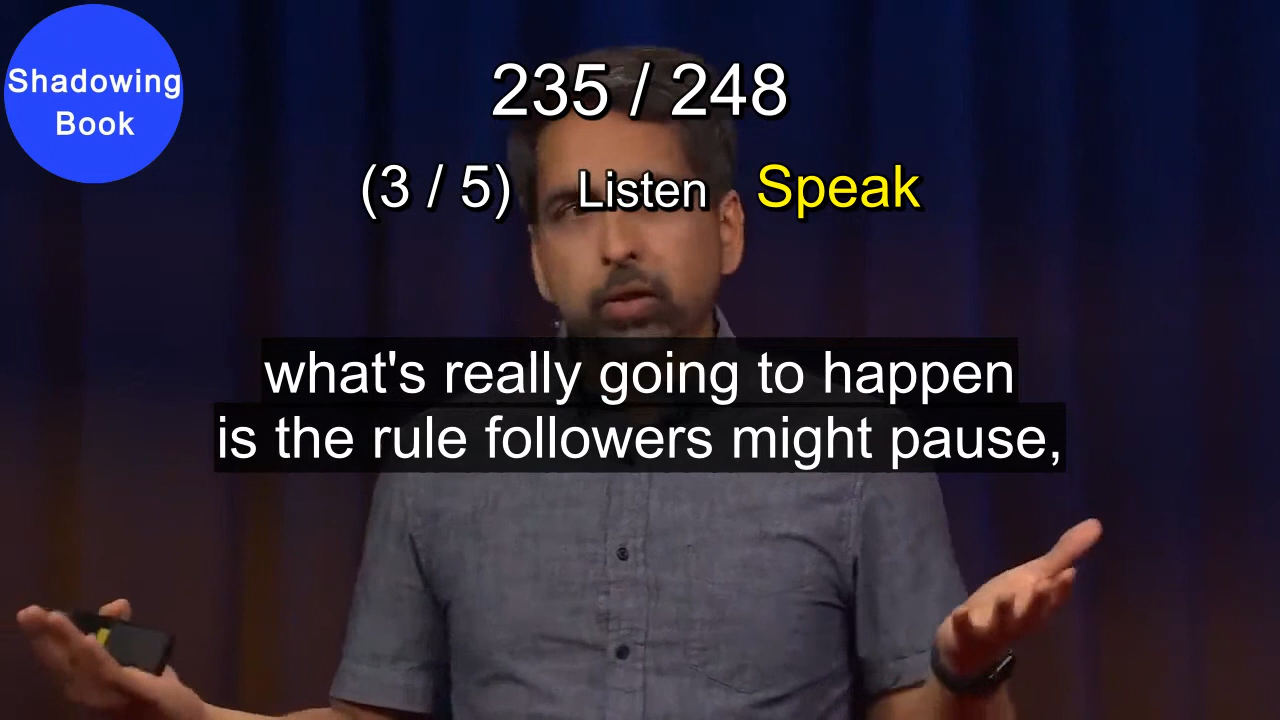 Shadowing
Book
235 / 248
(3 / 5) Listen Speak
what's really going to happen
is the rule followers might pause,